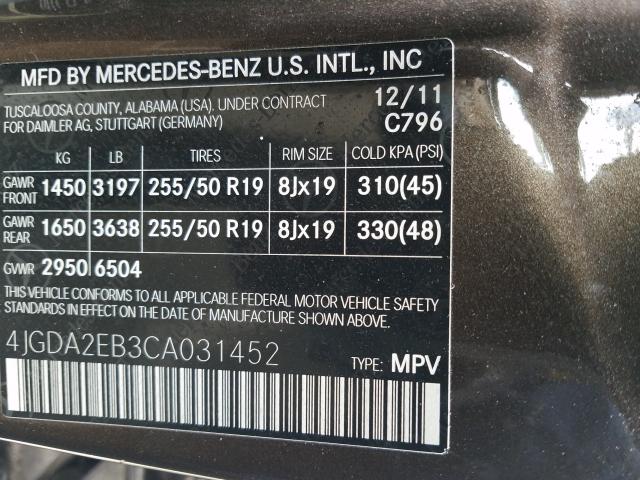 MFD BY MERCEDES-BENZ U.S. INTL., INC
TUSCALOOSA COUNTY, ALABAMA (USA). UNDER CONTRACT 12/11
FOR DAIMLER AG, STUTTGART (GERMANY) C796
KG LB TIRES RIM SIZE COLD KPA (PSI)
GAWR FRONT 1450 3197 255/50 R19 8Jx19 310(45)
GAWR REAR 1650 3638 255/50 R19 8Jx19 330(48)
GVWR 2950 6504
THIS VEHICLE CONFORMS TO ALL APPLICABLE FEDERAL MOTOR VEHICLE SAFETY
STANDARDS IN EFFECT ON THE DATE OF MANUFACTURE SHOWN ABOVE.
4JGDA2EB3CA031452
TYPE: MPV